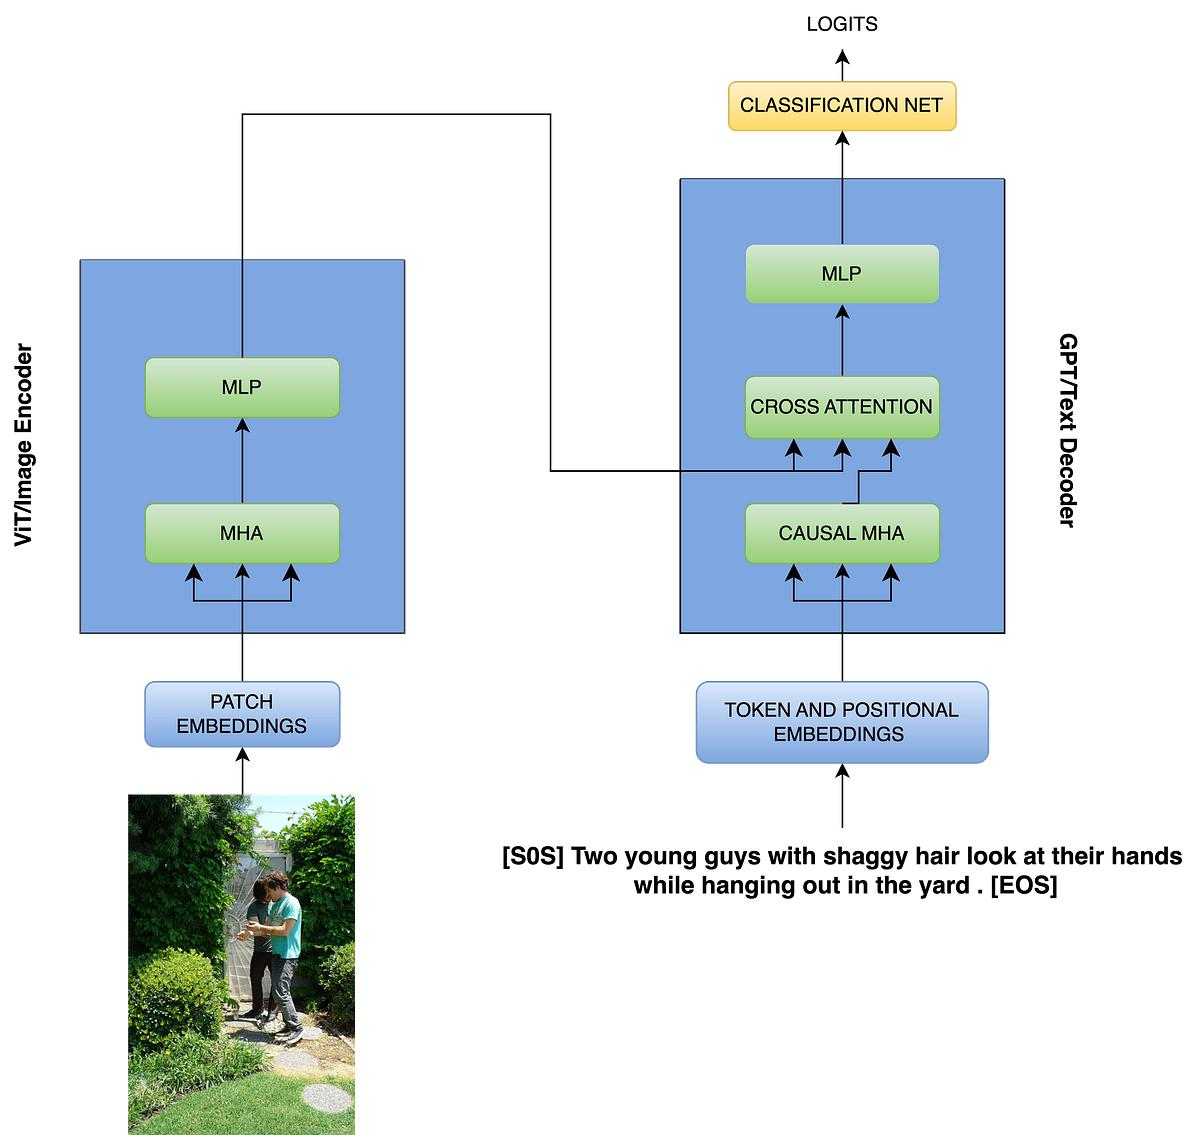 LOGITS
CLASSIFICATION NET
MLP
CROSS ATTENTION
CAUSAL MHA
TOKEN AND POSITIONAL
EMBEDDINGS
GPT/Text Decoder
[S0S] Two young guys with shaggy hair look at their hands
while hanging out in the yard . [EOS]
ViT/Image Encoder
MLP
MHA
PATCH
EMBEDDINGS